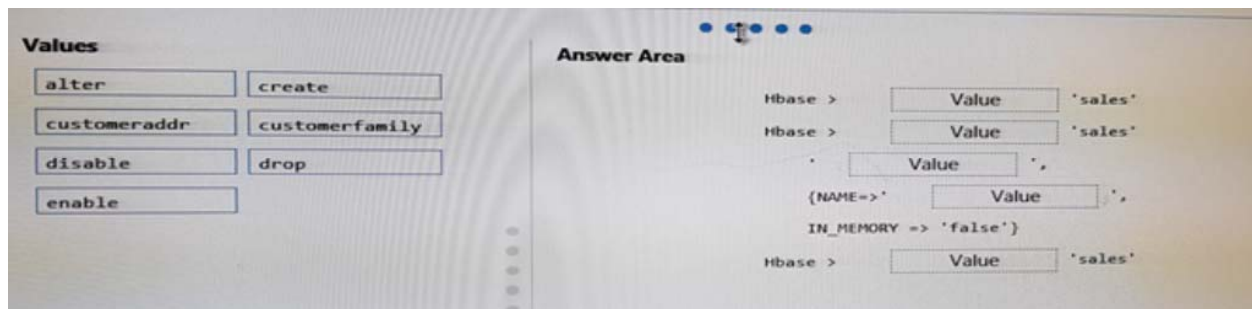 Values
alter
create
customeraddr
customerfamily
disable
drop
enable
Answer Area
Hbase > Value 'sales'
Hbase > Value 'sales'
' Value ',
{NAME=>' Value ',
IN_MEMORY => 'false'}
Hbase > Value 'sales'